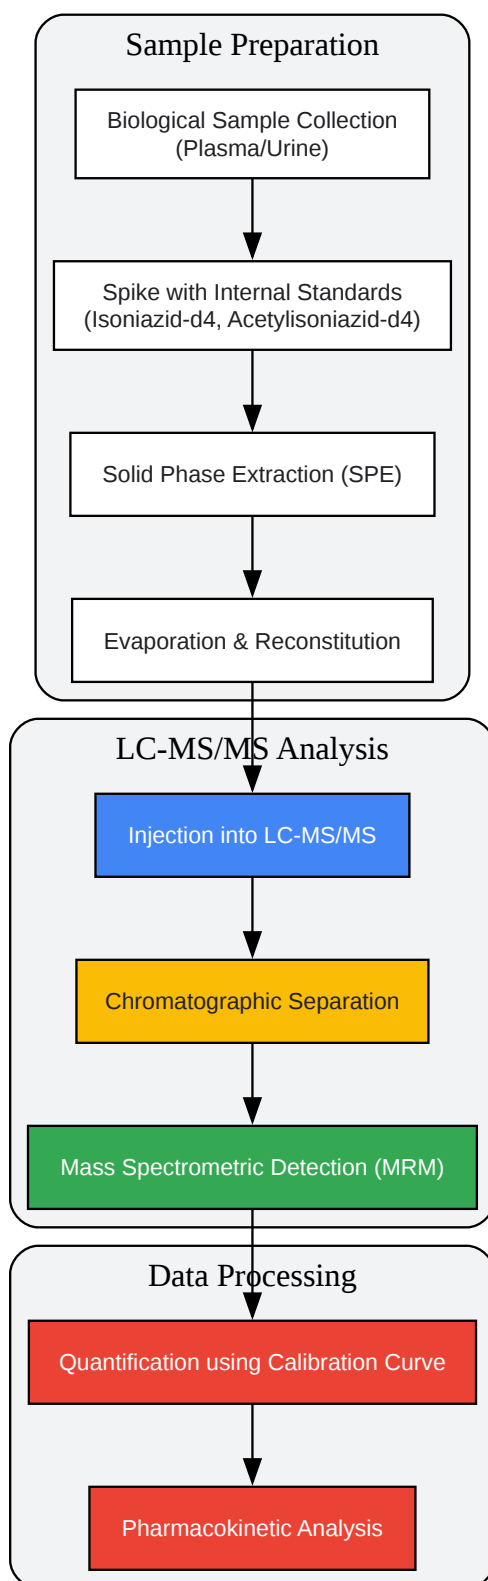 Sample Preparation
Biological Sample Collection
(Plasma/Urine)
Spike with Internal Standards
(Isoniazid-d4, Acetylisoniazid-d4)
Solid Phase Extraction (SPE)
Evaporation & Reconstitution
LC-MS/MS Analysis
Injection into LC-MS/MS
Chromatographic Separation
Mass Spectrometric Detection (MRM)
Data Processing
Quantification using Calibration Curve
Pharmacokinetic Analysis